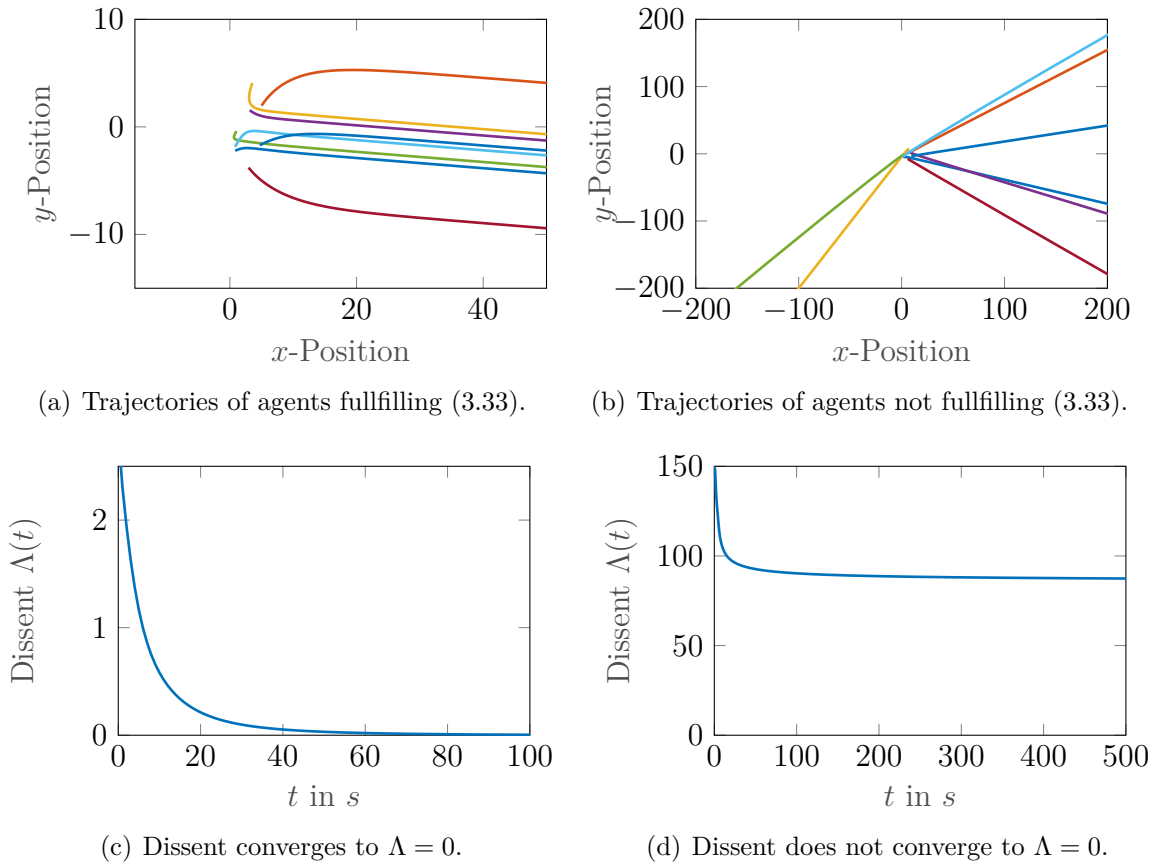 10
0
−10
0
20
40
x-Position
y-Position
(a) Trajectories of agents fullfilling (3.33).
200
100
0
−100
−200
−200
−100
0
100
200
x-Position
y-Position
(b) Trajectories of agents not fullfilling (3.33).
2
1
0
0
20
40
60
80
100
t in s
Dissent Λ(t)
(c) Dissent converges to Λ = 0.
150
100
50
0
0
100
200
300
400
500
t in s
Dissent Λ(t)
(d) Dissent does not converge to Λ = 0.